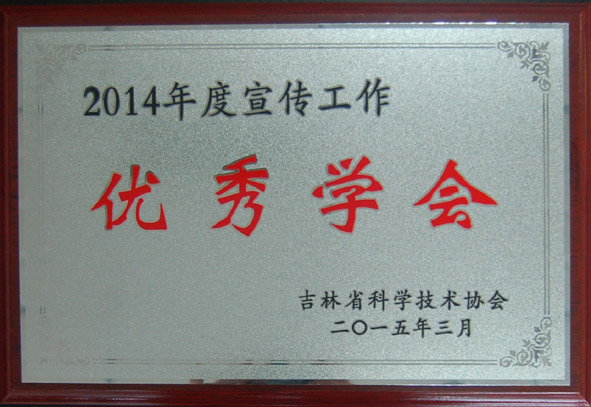 2014年度宣传工作
优秀学会
吉林省科学技术协会
二〇一五年三月